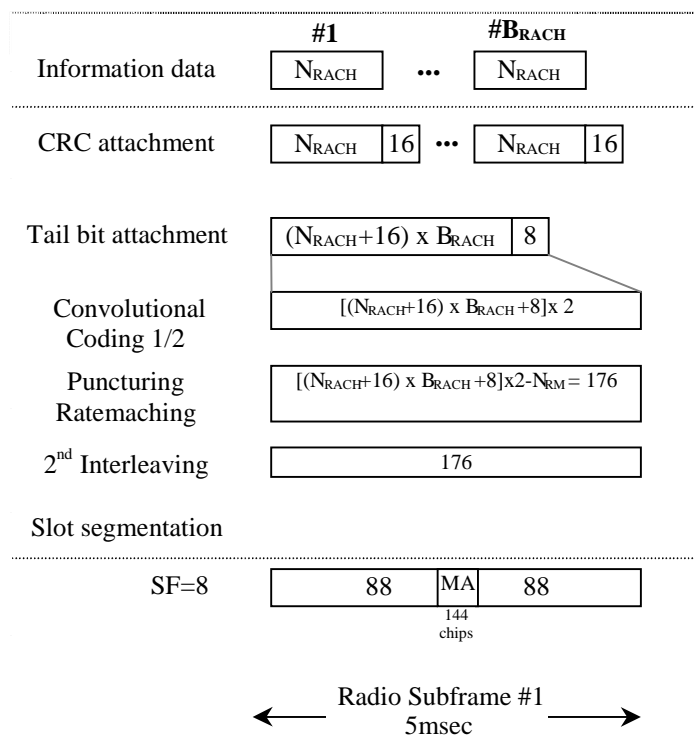 #1 #BRACH
Information data NRACH ••• NRACH
CRC attachment NRACH 16 ••• NRACH 16
Tail bit attachment (NRACH+16) x BRACH 8
Convolutional
Coding 1/2
[(NRACH+16) x BRACH+8]x 2
Puncturing
Ratemaching
[(NRACH+16) x BRACH+8]x2-NRM = 176
2nd Interleaving 176
Slot segmentation
SF=8 88 MA 88
144
chips
Radio Subframe #1
5msec